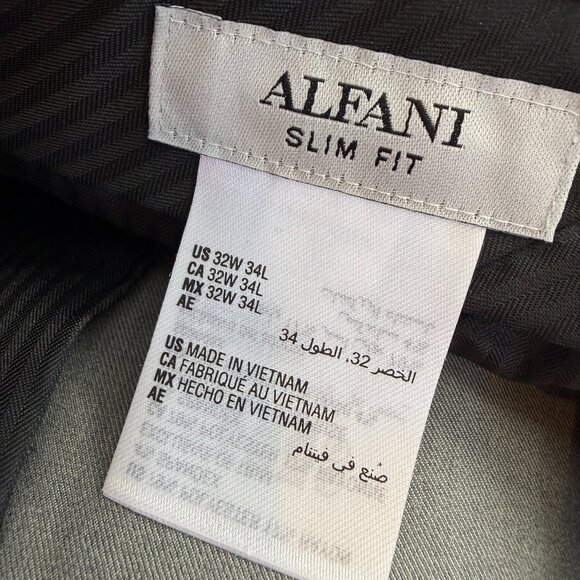 ALFANI
SLIM FIT
US 32W 34L
CA 32W 34L
MX 32W 34L
AE
الخصر 32، الطول 34
US MADE IN VIETNAM
CA FABRIQUÉ AU VIETNAM
MX HECHO EN VIETNAM
AE
صُنع في فيتنام